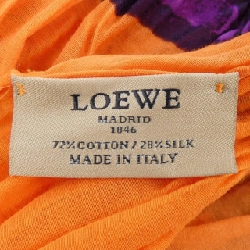 LOEWE
MADRID
1846
72%COTTON/28%SILK
MADE IN ITALY